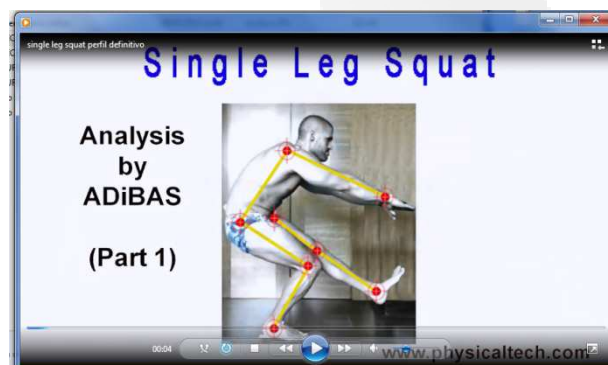 single leg squat perfil definitivo
Single Leg Squat
Analysis
by
ADiBAS
(Part 1)
00:04
www.physicaltech.com